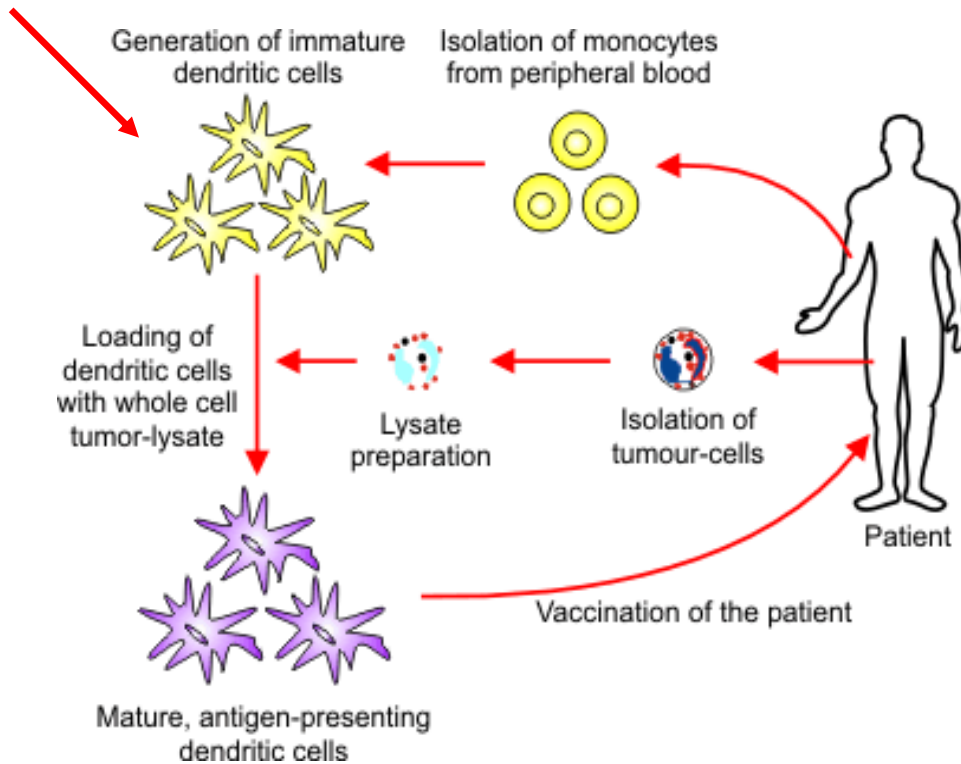 Generation of immature
dendritic cells
Isolation of monocytes
from peripheral blood
Loading of
dendritic cells
with whole cell
tumor-lysate
Lysate
preparation
Isolation of
tumour-cells
Patient
Vaccination of the patient
Mature, antigen-presenting
dendritic cells